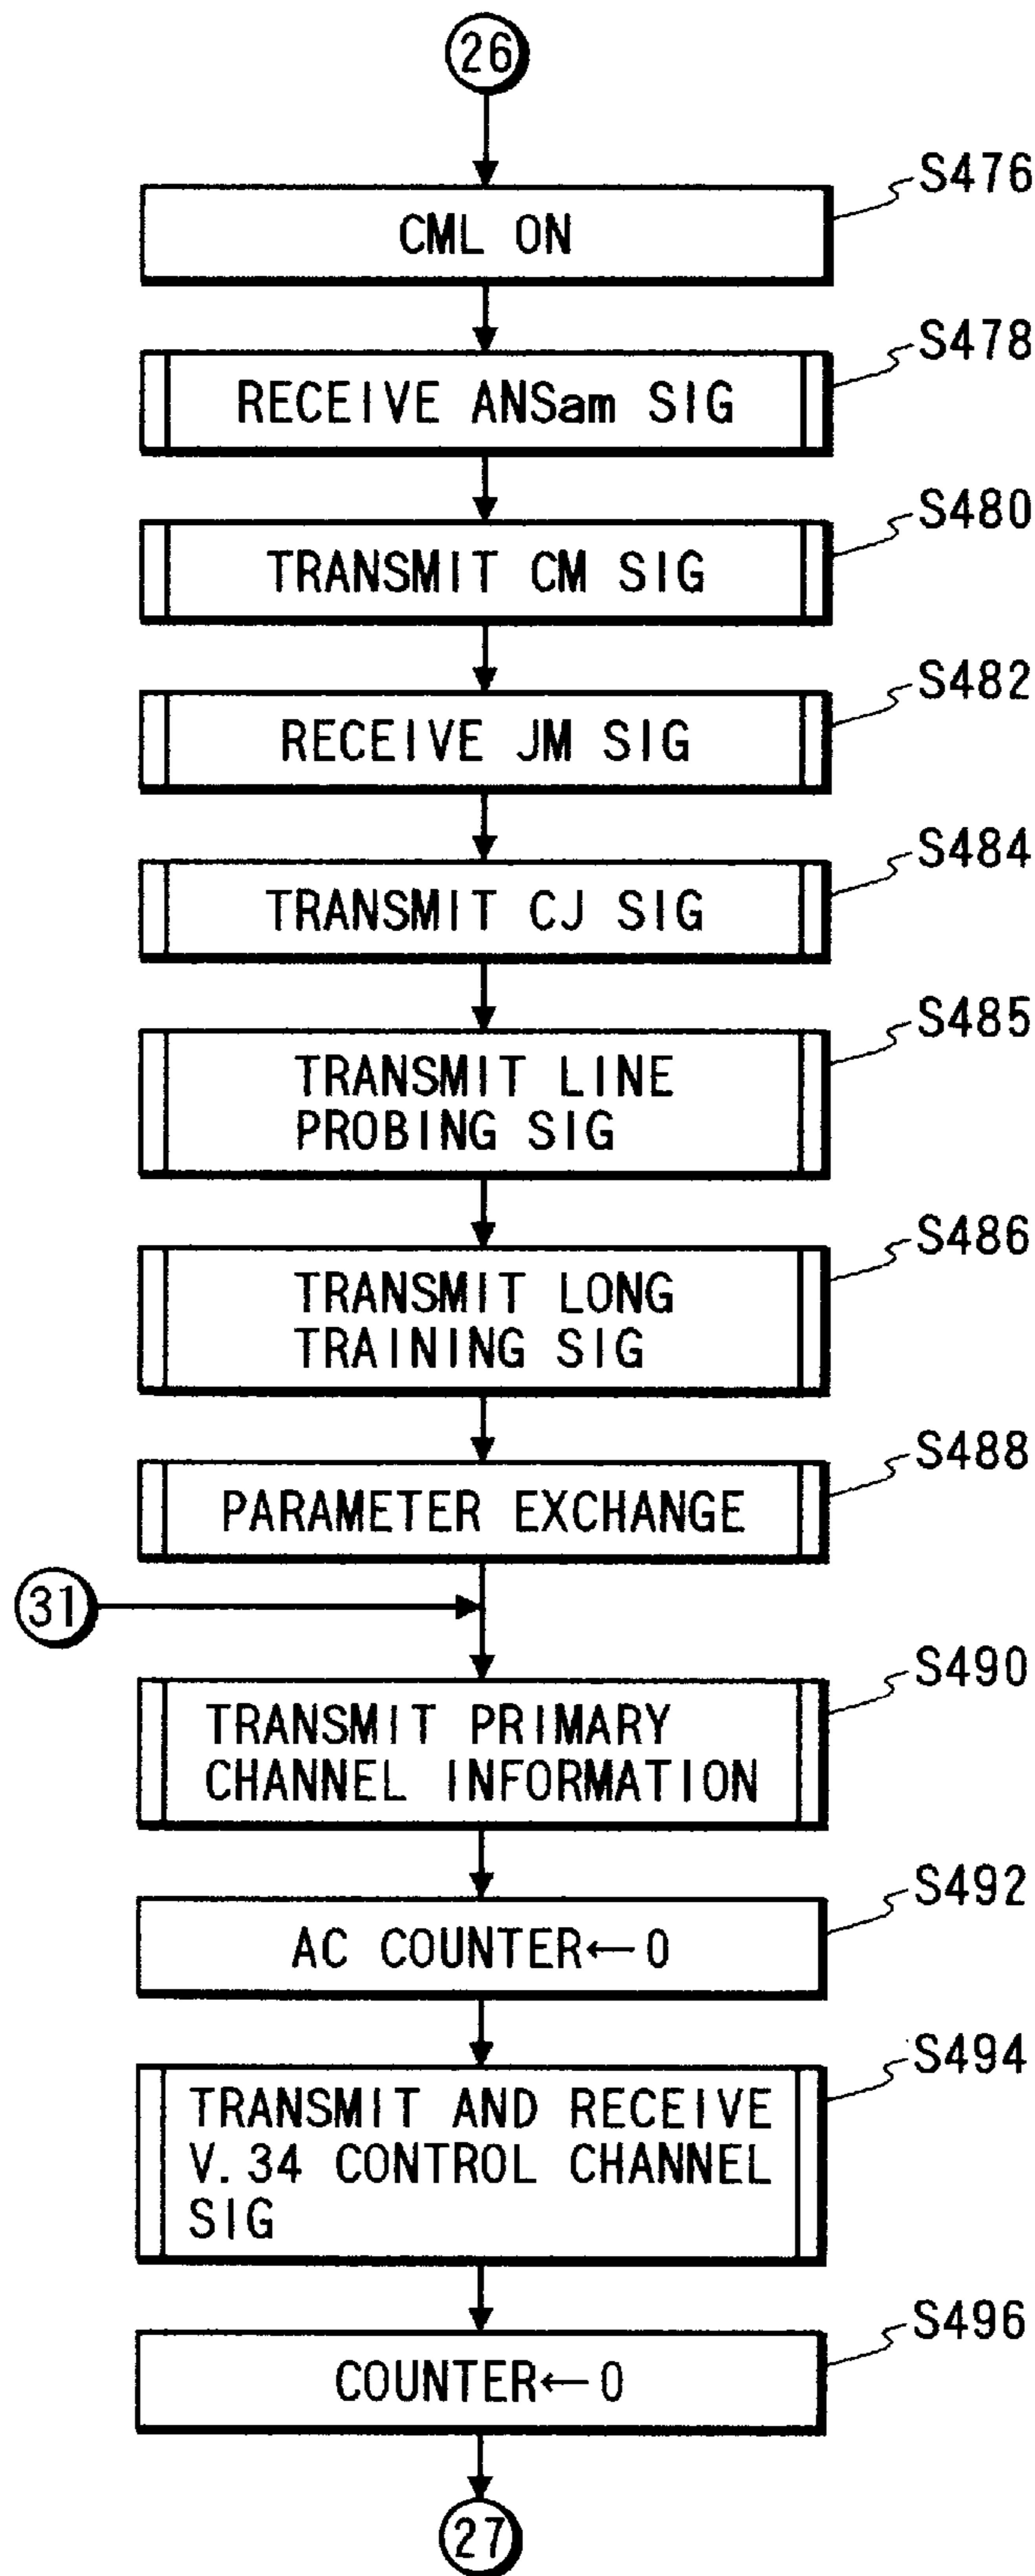 26
S476
CML ON
S478
RECEIVE ANSam SIG
S480
TRANSMIT CM SIG
S482
RECEIVE JM SIG
S484
TRANSMIT CJ SIG
S485
TRANSMIT LINE
PROBING SIG
S486
TRANSMIT LONG
TRAINING SIG
S488
PARAMETER EXCHANGE
31
S490
TRANSMIT PRIMARY
CHANNEL INFORMATION
S492
AC COUNTER←0
S494
TRANSMIT AND RECEIVE
V.34 CONTROL CHANNEL
SIG
S496
COUNTER←0
27